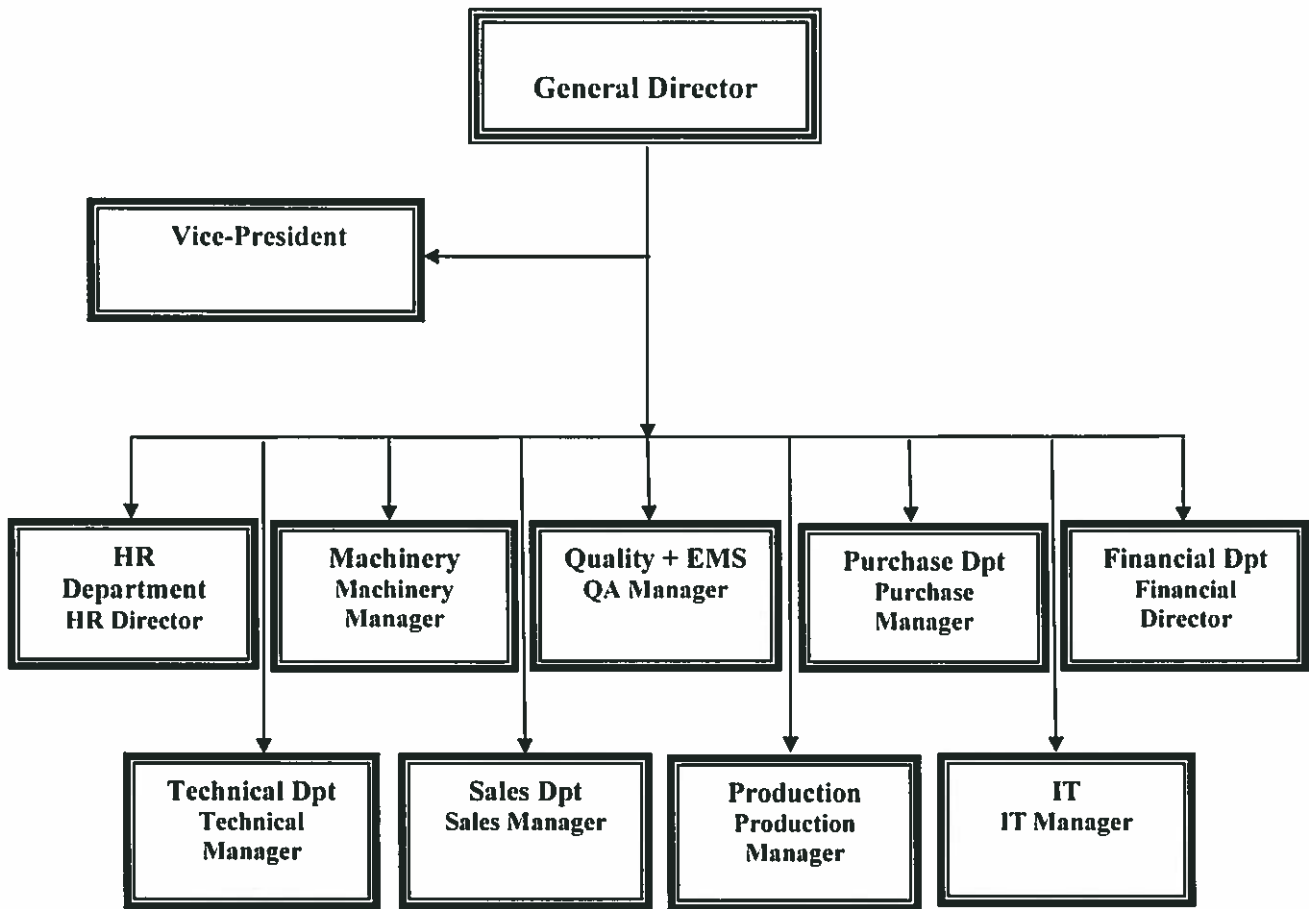 General Director
Vice-President
HR
Department
HR Director
Machinery
Machinery
Manager
Quality + EMS
QA Manager
Purchase Dpt
Purchase
Manager
Financial Dpt
Financial
Director
Technical Dpt
Technical
Manager
Sales Dpt
Sales Manager
Production
Production
Manager
IT
IT Manager